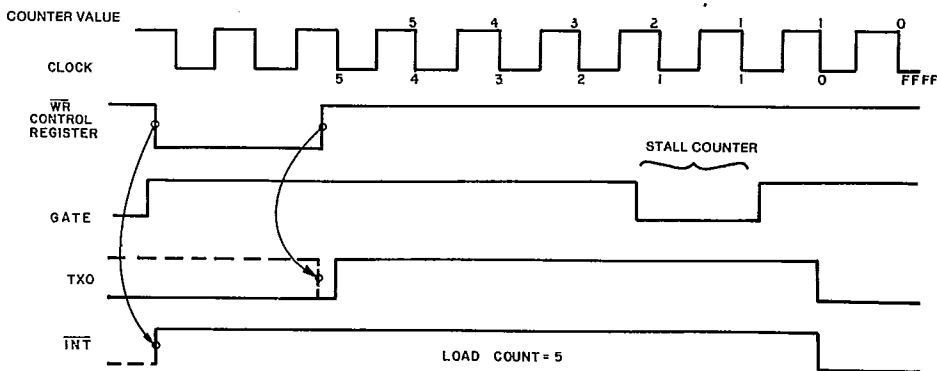 COUNTER VALUE
5 4 3 2 1 1 0
CLOCK
5 4 3 2 1 1 0 FFFF
WR
CONTROL
REGISTER
STALL COUNTER
GATE
TXO
INT
LOAD COUNT = 5